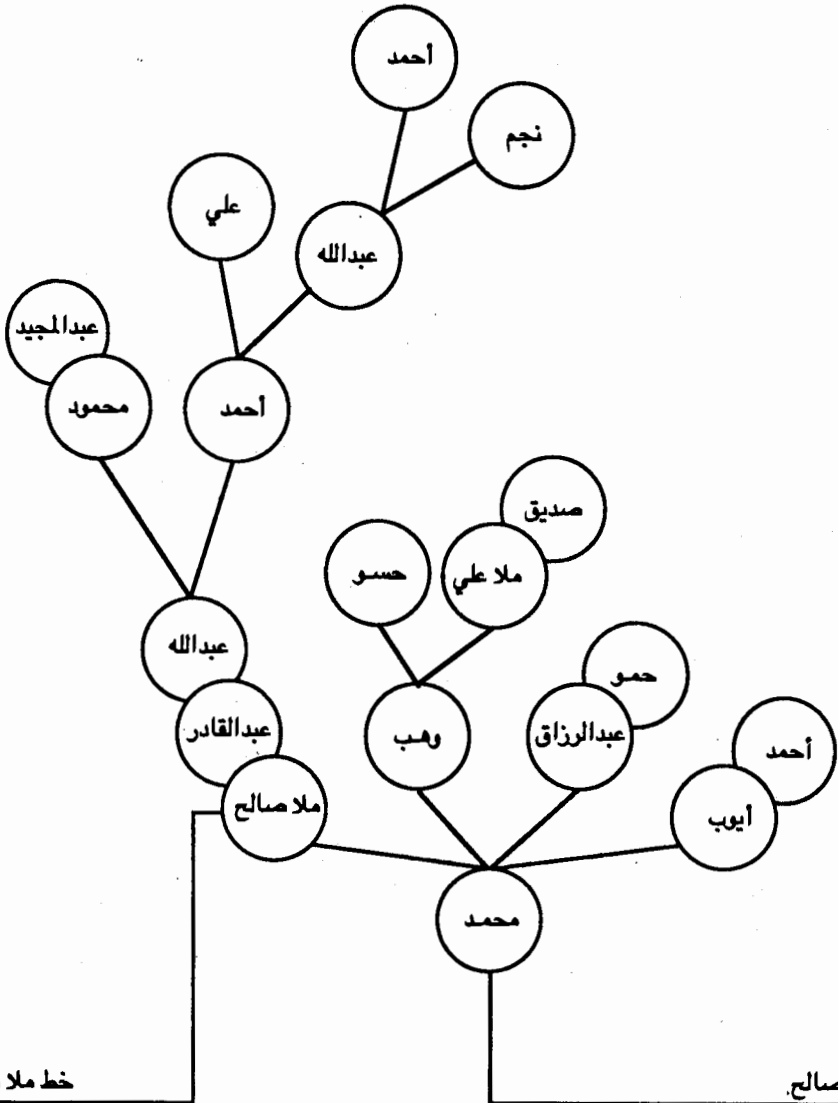 أحمد
نجم
علي
عبدالله
عبدالمجيد
محمود
أحمد
صديق
حسو
ملا علي
عبدالله
حمو
عبدالقادر
وهب
عبدالرزاق
أحمد
ملا صالح
أيوب
محمد
صالح
خط ملا